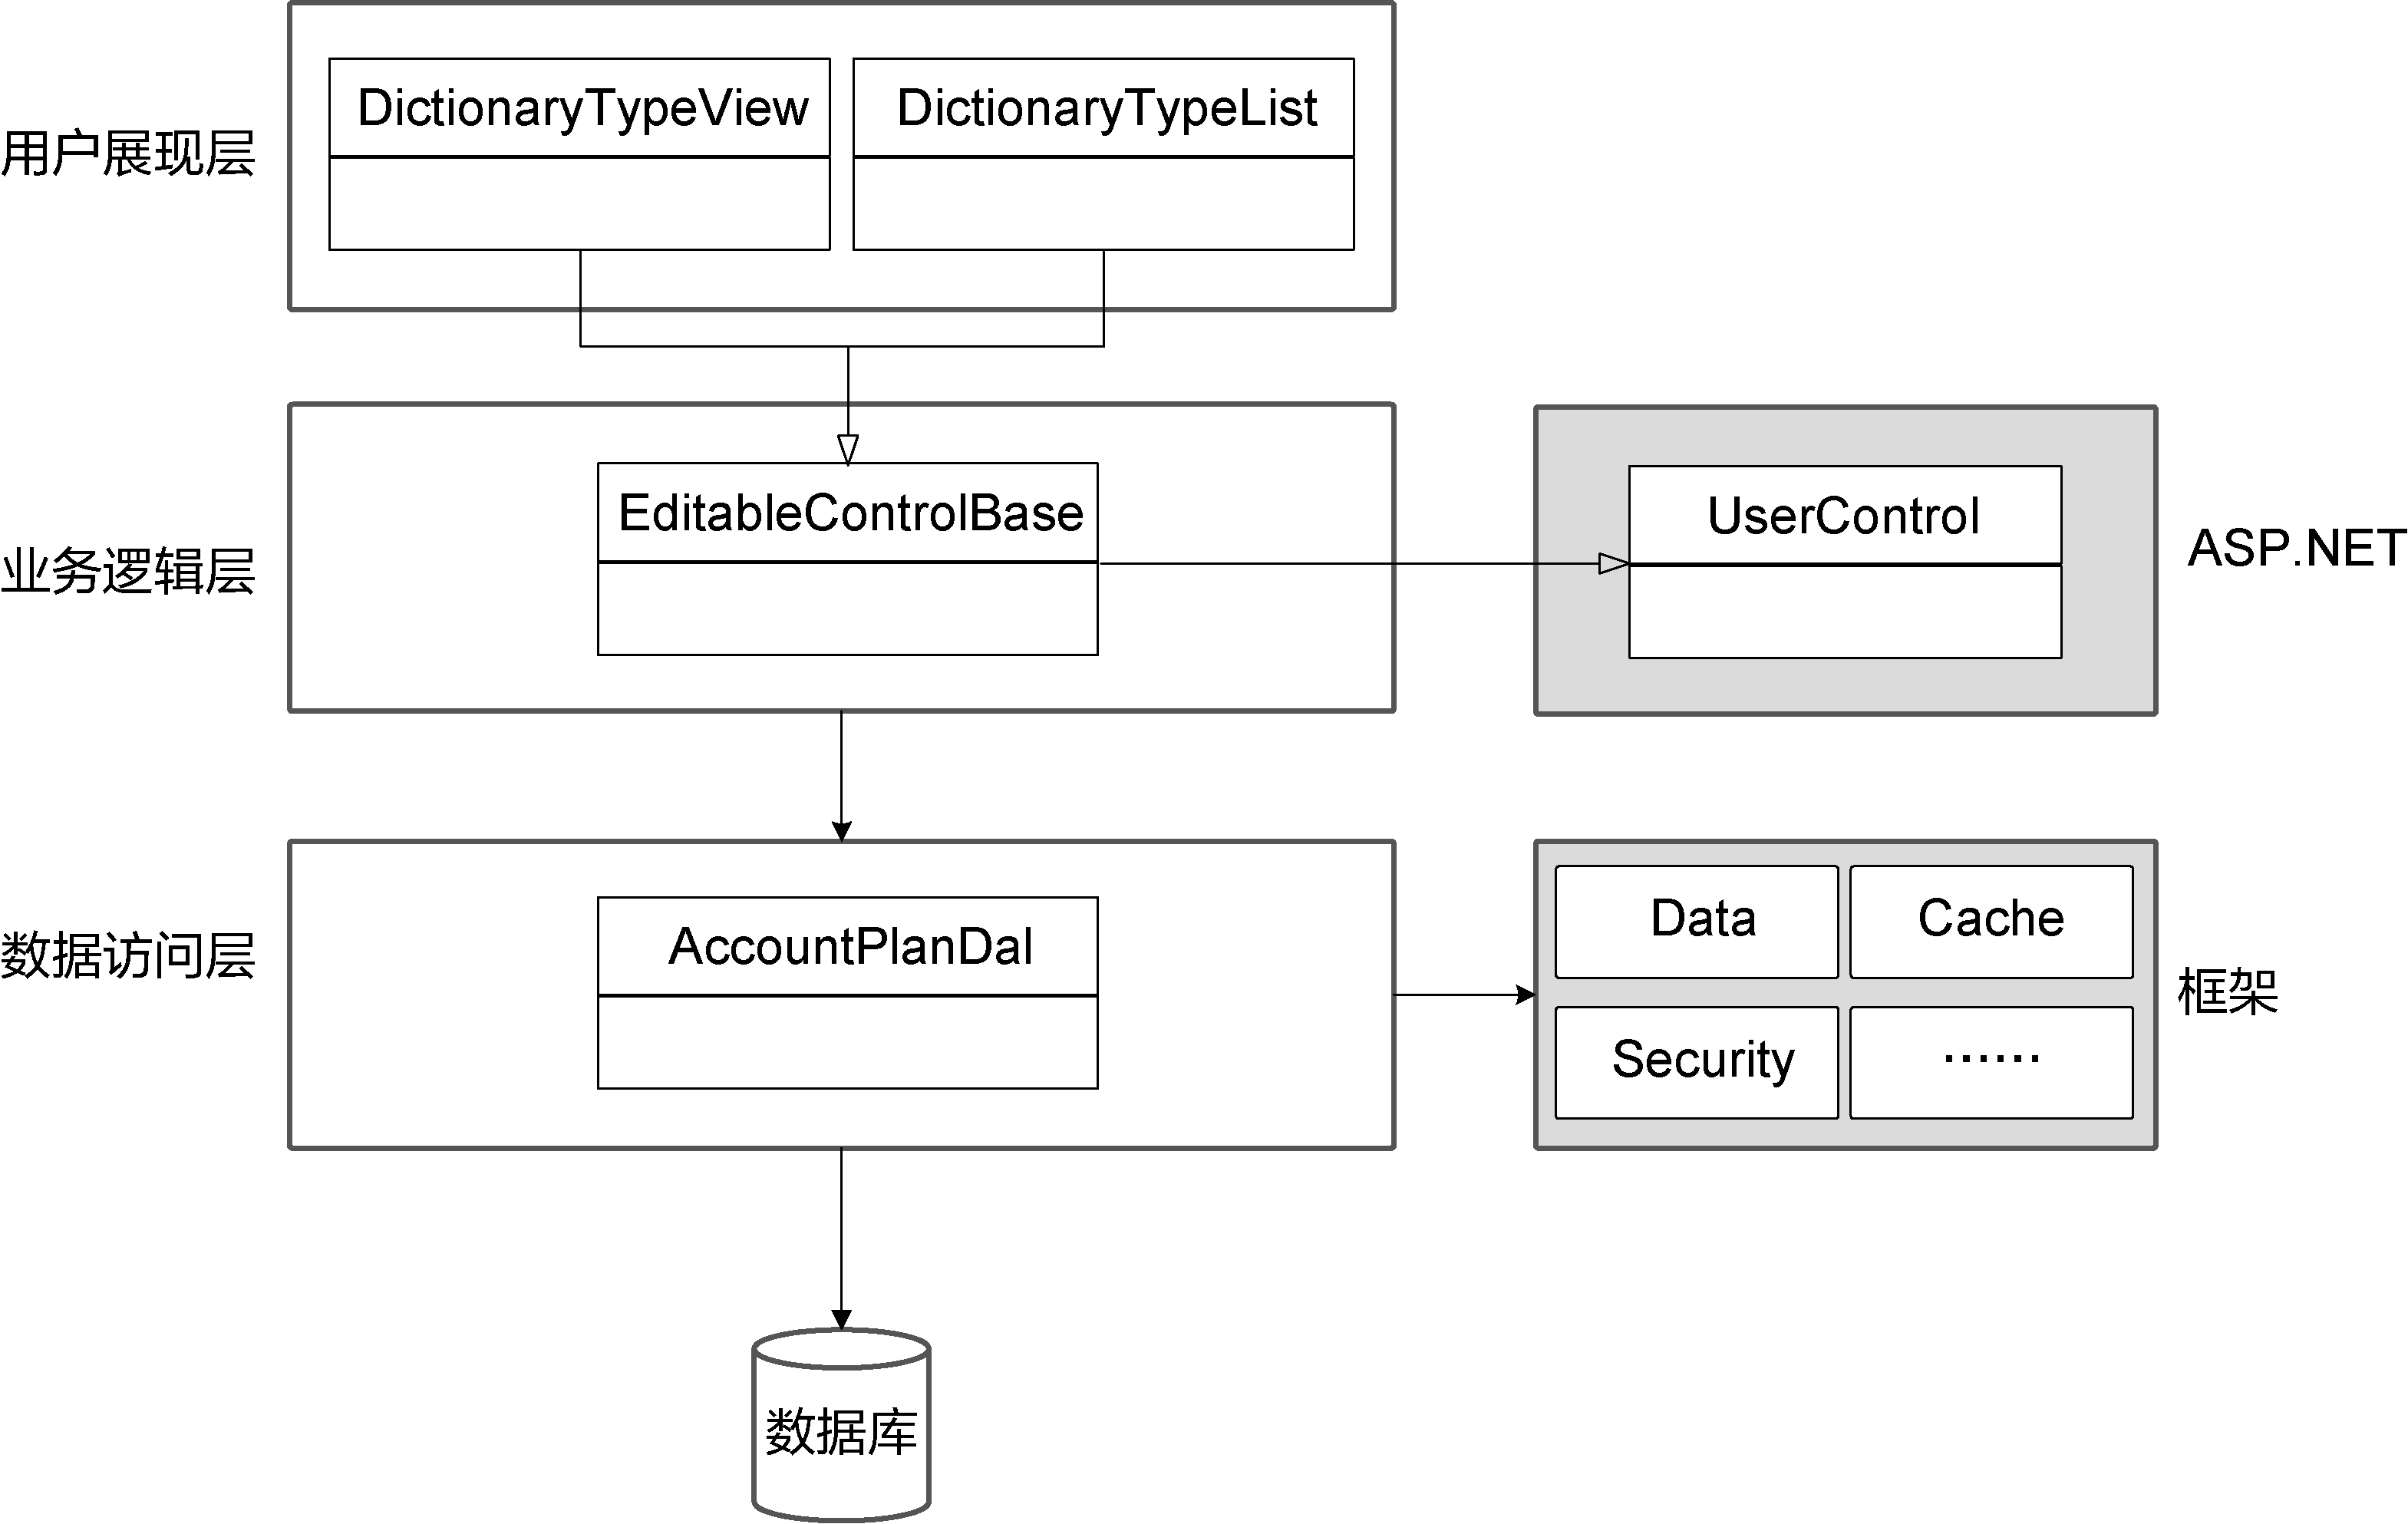 用户展现层
DictionaryTypeView
DictionaryTypeList
业务逻辑层
EditableControlBase
UserControl
ASP.NET
数据访问层
AccountPlanDal
Data
Cache
Security
······
框架
数据库